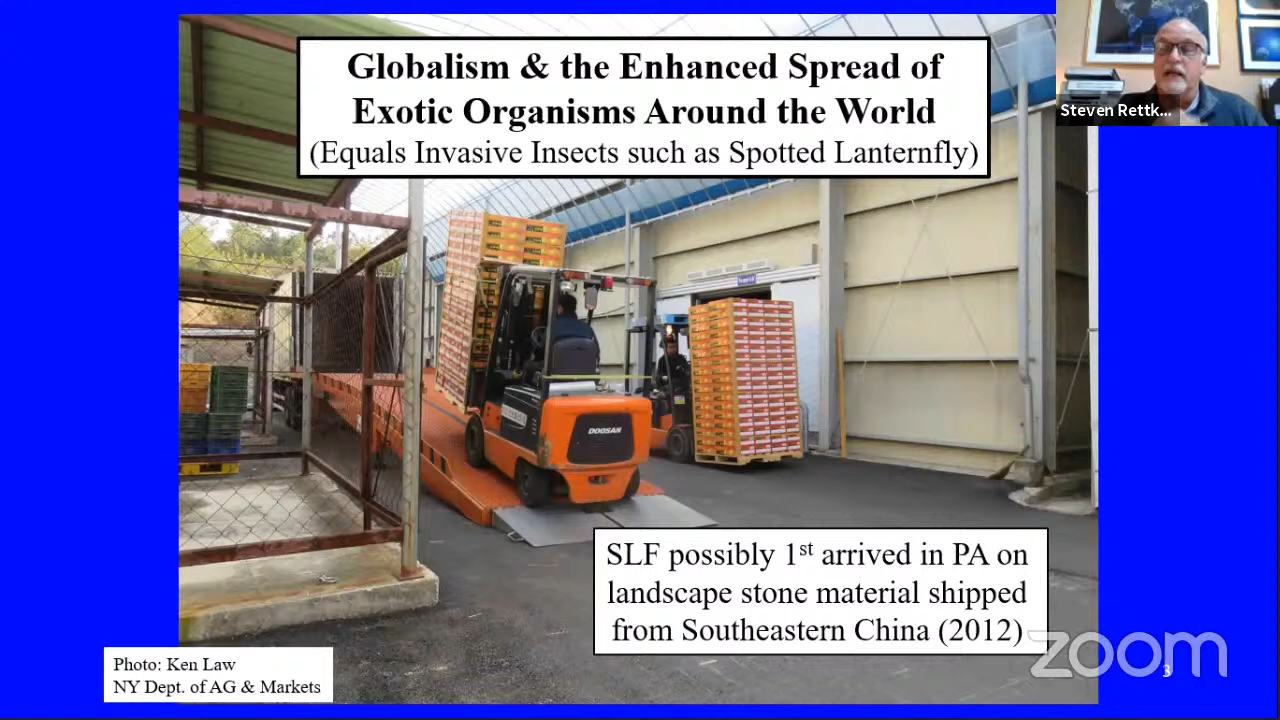 Globalism & the Enhanced Spread of
Exotic Organisms Around the World
(Equals Invasive Insects such as Spotted Lanternfly)
Steven Rettk...
DOOSAN
SLF possibly 1st arrived in PA on
landscape stone material shipped
from Southeastern China (2012)
zoom
3
Photo: Ken Law
NY Dept. of AG & Markets